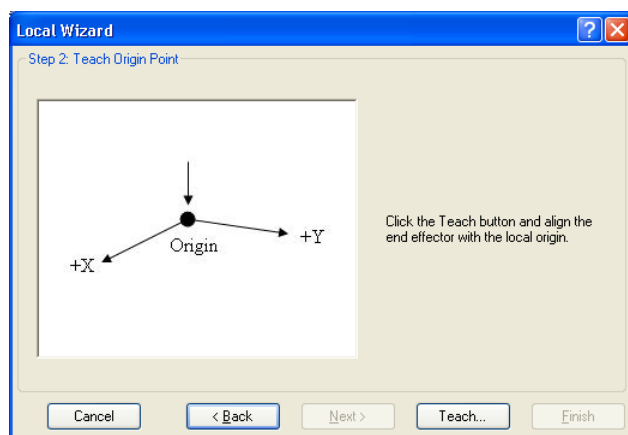 Local Wizard
Step 2: Teach Origin Point
+X
Origin
+Y
Click the Teach button and align the
end effector with the local origin.
Cancel
< Back
Next >
Teach...
Finish